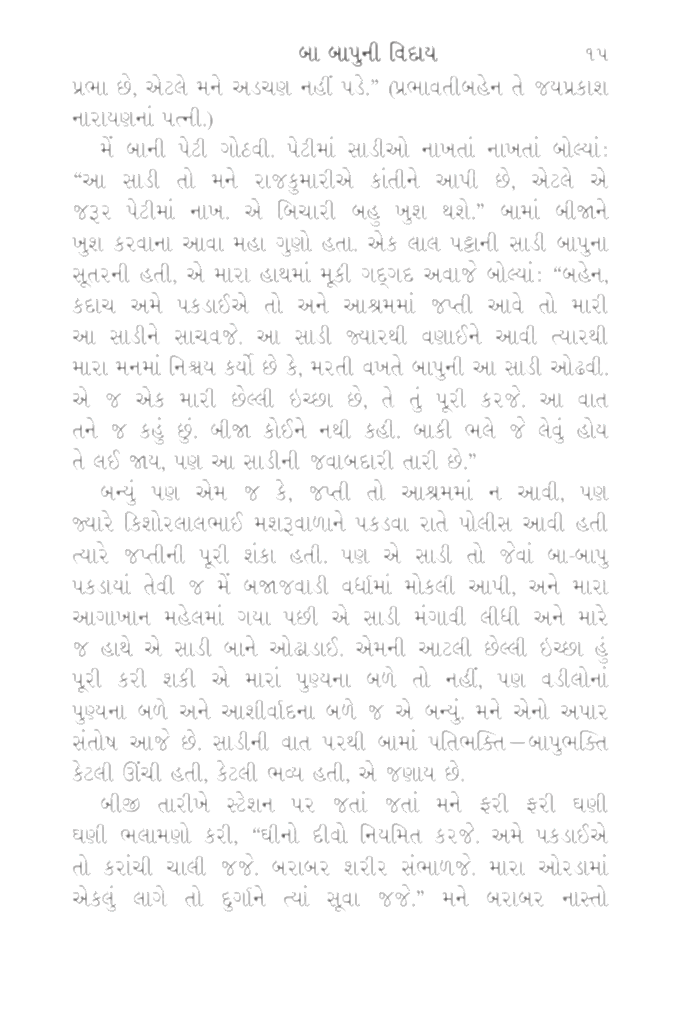 બા બાપુની વિદાય ૧૫
પ્રભા છે, એટલે મને અડચણ નહીં પડે.” (પ્રભાવતીબહેન તે જયપ્રકાશ
નારાયણનાં પત્ની.)
મેં બાની પેટી ગોઠવી. પેટીમાં સાડીઓ નાખતાં નાખતાં બોલ્યાં:
“આ સાડી તો મને રાજકુમારીએ કાંતીને આપી છે, એટલે એ
જરૂર પેટીમાં નાખ. એ બિચારી બહુ ખુશ થશે.” બામાં બીજાને
ખુશ કરવાના આવા મહા ગુણો હતા. એક લાલ પટ્ટાની સાડી બાપુના
સૂતરની હતી, એ મારા હાથમાં મૂકી ગદ્‌ગદ અવાજે બોલ્યાં: “બહેન,
કદાચ અમે પકડાઈએ તો અને આશ્રમમાં જપ્તી આવે તો મારી
આ સાડીને સાચવજે. આ સાડી જ્યારથી વણાઈને આવી ત્યારથી
મારા મનમાં નિશ્ચય કર્યો છે કે, મરતી વખતે બાપુની આ સાડી ઓઢવી.
એ જ એક મારી છેલ્લી ઇચ્છા છે, તે તું પૂરી કરજે. આ વાત
તને જ કહું છું. બીજા કોઈને નથી કહી. બાકી ભલે જે લેવું હોય
તે લઈ જાય, પણ આ સાડીની જવાબદારી તારી છે.”
બન્યું પણ એમ જ કે, જપ્તી તો આશ્રમમાં ન આવી, પણ
જ્યારે કિશોરલાલભાઈ મશરૂવાળાને પકડવા રાતે પોલીસ આવી હતી
ત્યારે જપ્તીની પૂરી શંકા હતી. પણ એ સાડી તો જેવાં બા-બાપુ
પકડાયાં તેવી જ મેં બજાજવાડી વર્ધામાં મોકલી આપી, અને મારા
આગાખાન મહેલમાં ગયા પછી એ સાડી મંગાવી લીધી અને મારે
જ હાથે એ સાડી બાને ઓઢાડાઈ. એમની આટલી છેલ્લી ઇચ્છા હું
પૂરી કરી શકી એ મારાં પુણ્યના બળે તો નહીં, પણ વડીલોનાં
પુણ્યના બળે અને આશીર્વાદના બળે જ એ બન્યું. મને એનો અપાર
સંતોષ આજે છે. સાડીની વાત પરથી બામાં પતિભક્તિ—બાપુભક્તિ
કેટલી ઊંચી હતી, કેટલી ભવ્ય હતી, એ જણાય છે.
બીજી તારીખે સ્ટેશન પર જતાં જતાં મને ફરી ફરી ઘણી
ઘણી ભલામણો કરી, “ઘીનો દીવો નિયમિત કરજે. અમે પકડાઈએ
તો કરાંચી ચાલી જજે. બરાબર શરીર સંભાળજે. મારા ઓરડામાં
એકલું લાગે તો દુર્ગાને ત્યાં સૂવા જજે.” મને બરાબર નાસ્તો